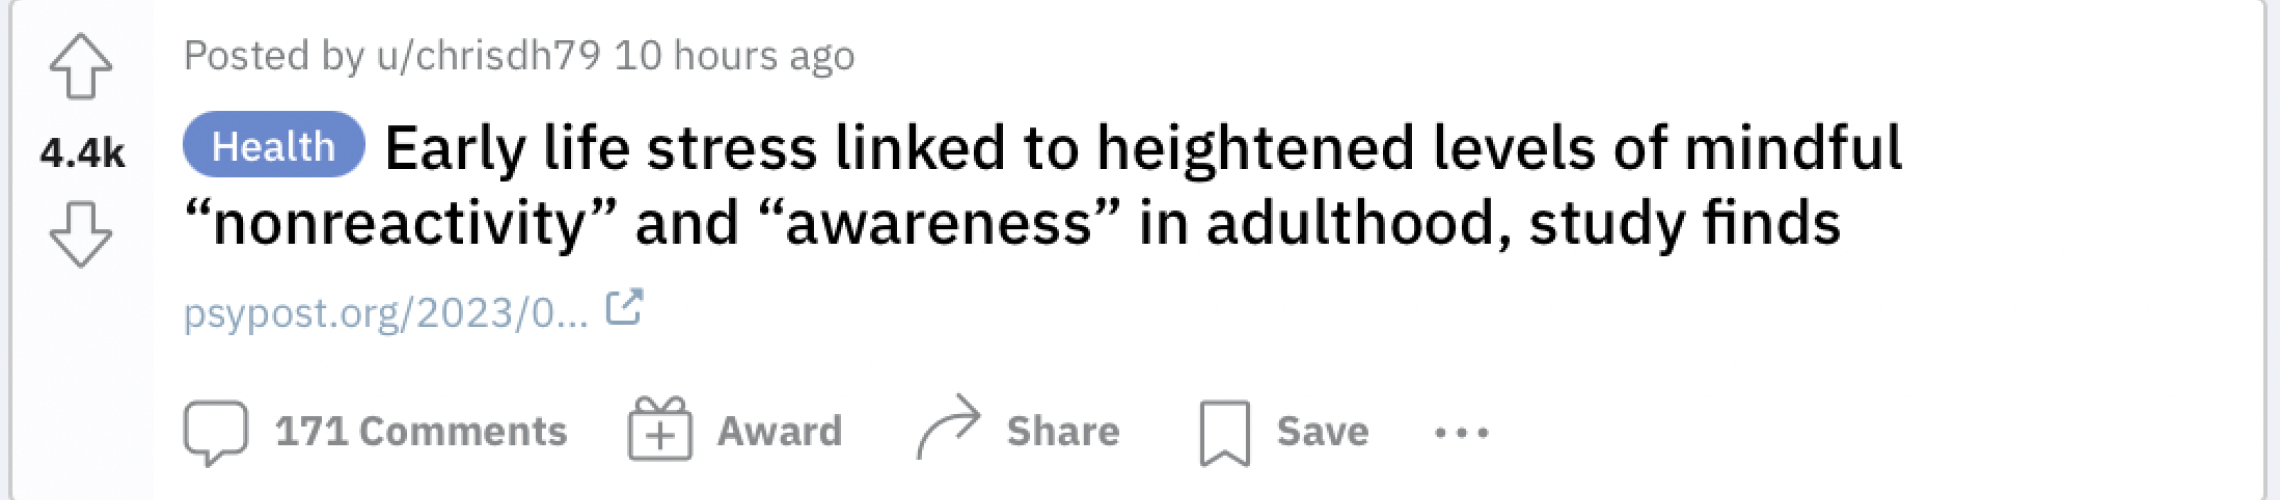 Posted by u/chrisdh79 10 hours ago
4.4k
Health Early life stress linked to heightened levels of mindful
“nonreactivity” and “awareness” in adulthood, study finds
psypost.org/2023/0...
171 Comments Award Share Save